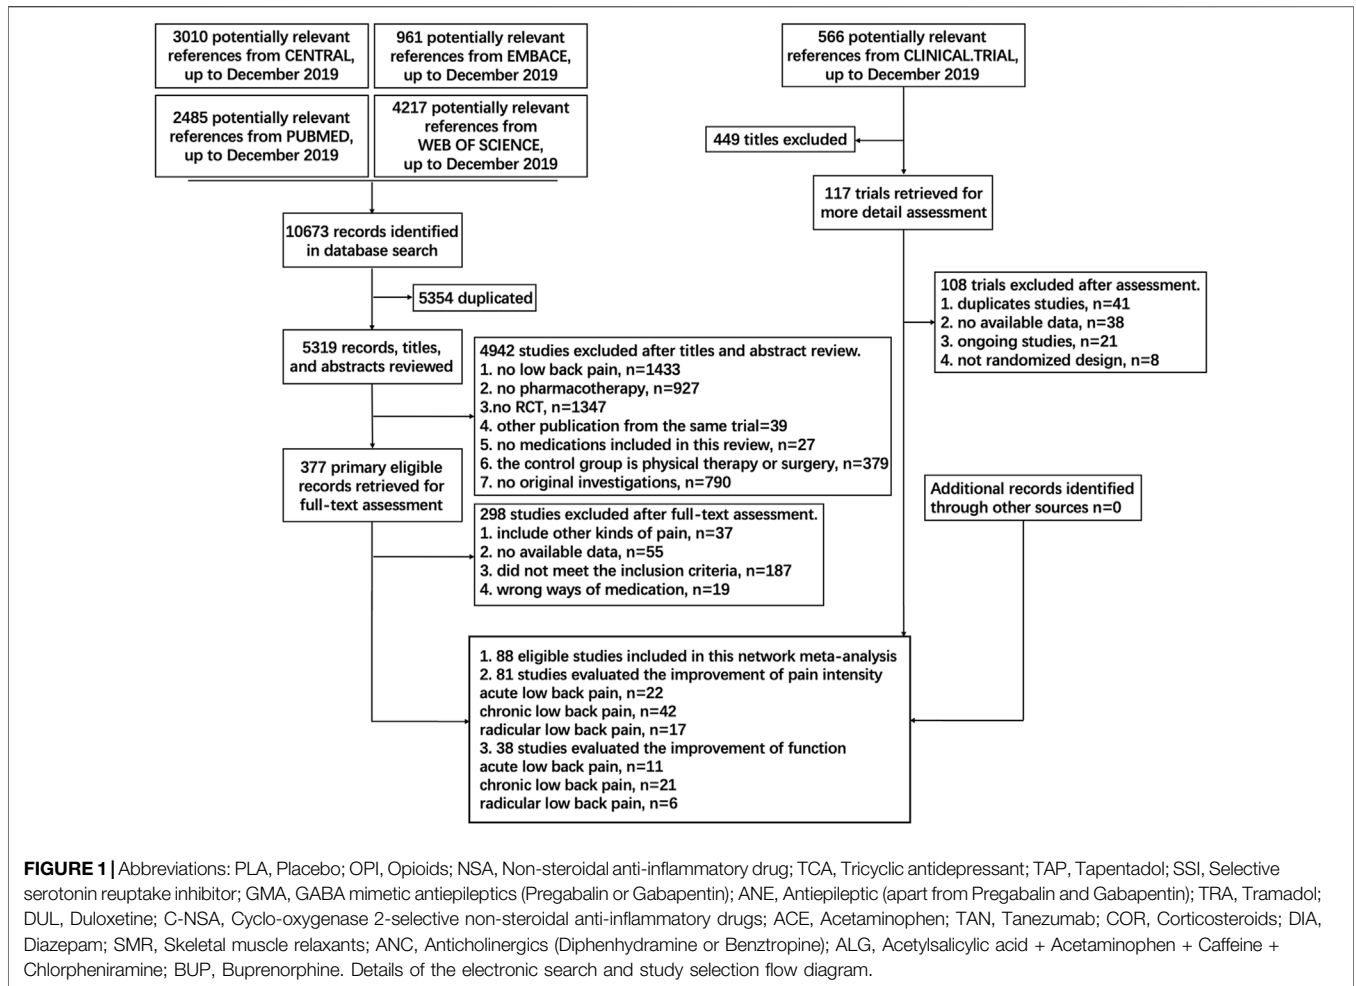 3010 potentially relevant
references from CENTRAL,
up to December 2019
961 potentially relevant
references from EMBACE,
up to December 2019
2485 potentially relevant
references from PUBMED,
up to December 2019
4217 potentially relevant
references from
WEB OF SCIENCE,
up to December 2019
566 potentially relevant
references from CLINICAL.TRIAL,
up to December 2019
449 titles excluded
117 trials retrieved for
more detail assessment
10673 records identified
in database search
5354 duplicated
108 trials excluded after assessment.
1. duplicates studies, n=41
2. no available data, n=38
3. ongoing studies, n=21
4. not randomized design, n=8
5319 records, titles,
and abstracts reviewed
4942 studies excluded after titles and abstract review.
1. no low back pain, n=1433
2. no pharmacotherapy, n=927
3.no RCT, n=1347
4. other publication from the same trial=39
5. no medications included in this review, n=27
6. the control group is physical therapy or surgery, n=379
7. no original investigations, n=790
377 primary eligible
records retrieved for
full-text assessment
Additional records identified
through other sources n=0
298 studies excluded after full-text assessment.
1. include other kinds of pain, n=37
2. no available data, n=55
3. did not meet the inclusion criteria, n=187
4. wrong ways of medication, n=19
1. 88 eligible studies included in this network meta-analysis
2. 81 studies evaluated the improvement of pain intensity
acute low back pain, n=22
chronic low back pain, n=42
radicular low back pain, n=17
3. 38 studies evaluated the improvement of function
acute low back pain, n=11
chronic low back pain, n=21
radicular low back pain, n=6
FIGURE 1 | Abbreviations: PLA, Placebo; OPI, Opioids; NSA, Non-steroidal anti-inflammatory drug; TCA, Tricyclic antidepressant; TAP, Tapentadol; SSI, Selective
serotonin reuptake inhibitor; GMA, GABA mimetic antiepileptics (Pregabalin or Gabapentin); ANE, Antiepileptic (apart from Pregabalin and Gabapentin); TRA, Tramadol;
DUL, Duloxetine; C-NSA, Cyclo-oxygenase 2-selective non-steroidal anti-inflammatory drugs; ACE, Acetaminophen; TAN, Tanezumab; COR, Corticosteroids; DIA,
Diazepam; SMR, Skeletal muscle relaxants; ANC, Anticholinergics (Diphenhydramine or Benztropine); ALG, Acetylsalicylic acid + Acetaminophen + Caffeine +
Chlorpheniramine; BUP, Buprenorphine. Details of the electronic search and study selection flow diagram.